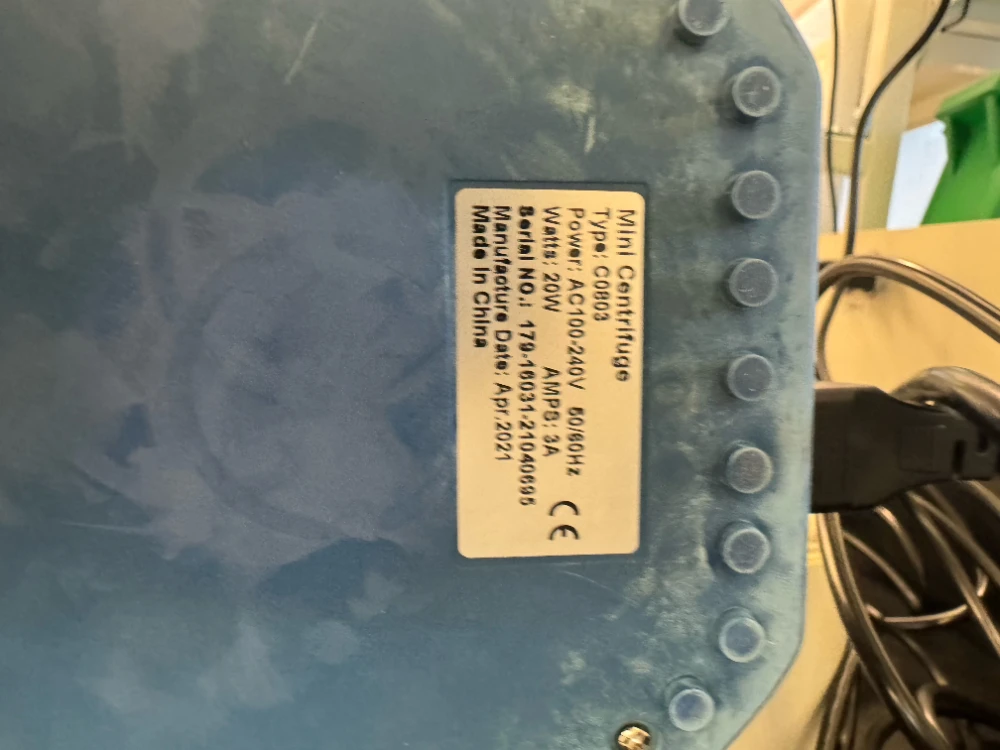 Mini Centrifuge
Type: C0803
Power: AC100-240V 50/60Hz
Watts: 20W AMPS: 3A CE
Serial NO.: 179-16031-21040695
Manufacture Date: Apr.2021
Made in China